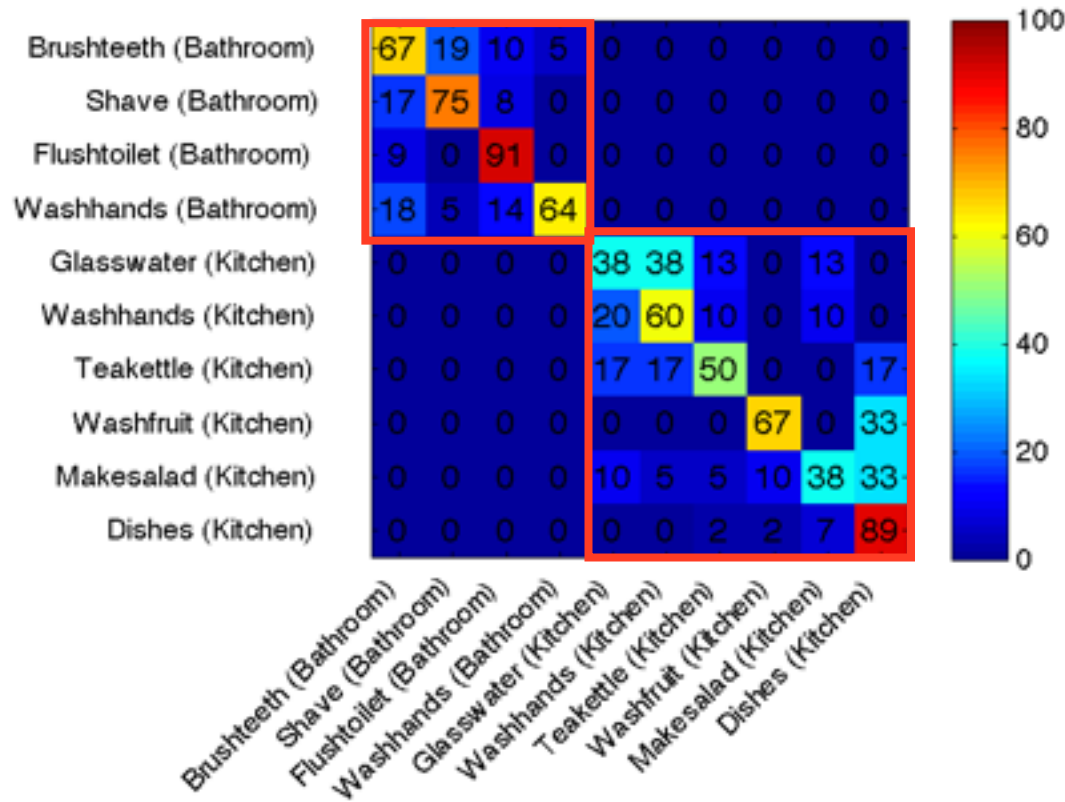 100
Brushteeth (Bathroom) 67 19 10 5 0 0 0 0 0 0
Shave (Bathroom) 17 75 8 0 0 0 0 0 0 0
80
Flushtoilet (Bathroom) 9 0 91 0 0 0 0 0 0 0
Washhands (Bathroom) 18 5 14 64 0 0 0 0 0 0
60
Glasswater (Kitchen) 0 0 0 0 38 38 13 0 13 0
Washhands (Kitchen) 0 0 0 0 20 60 10 0 10 0
40
Teakettle (Kitchen) 0 0 0 0 17 17 50 0 0 17
Washfruit (Kitchen) 0 0 0 0 0 0 0 67 0 33
20
Makesalad (Kitchen) 0 0 0 0 10 5 5 10 38 33
Dishes (Kitchen) 0 0 0 0 0 0 2 2 7 89
0
Brushteeth (Bathroom)
Shave (Bathroom)
Flushtoilet (Bathroom)
Washhands (Bathroom)
Glasswater (Kitchen)
Washhands (Kitchen)
Teakettle (Kitchen)
Washfruit (Kitchen)
Makesalad (Kitchen)
Dishes (Kitchen)